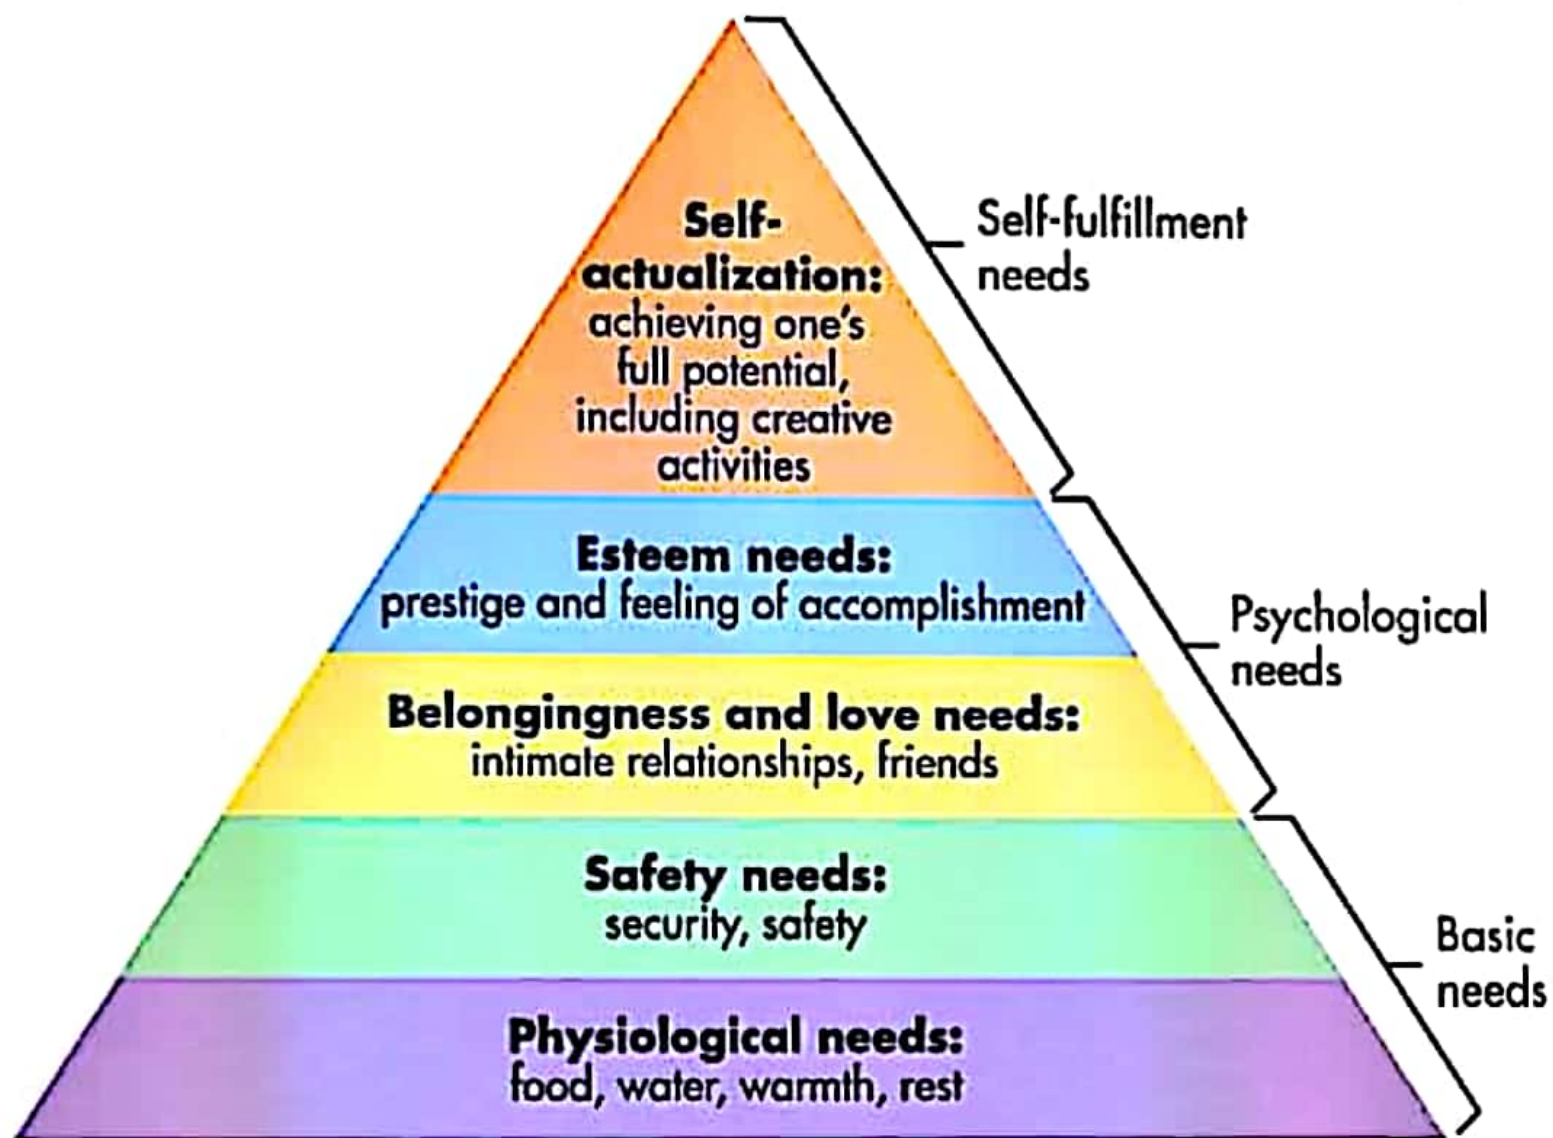 Self-
actualization:
achieving one's
full potential,
including creative
activities
Self-fulfillment
needs
Esteem needs:
prestige and feeling of accomplishment
Psychological
needs
Belongingness and love needs:
intimate relationships, friends
Safety needs:
security, safety
Basic
needs
Physiological needs:
food, water, warmth, rest